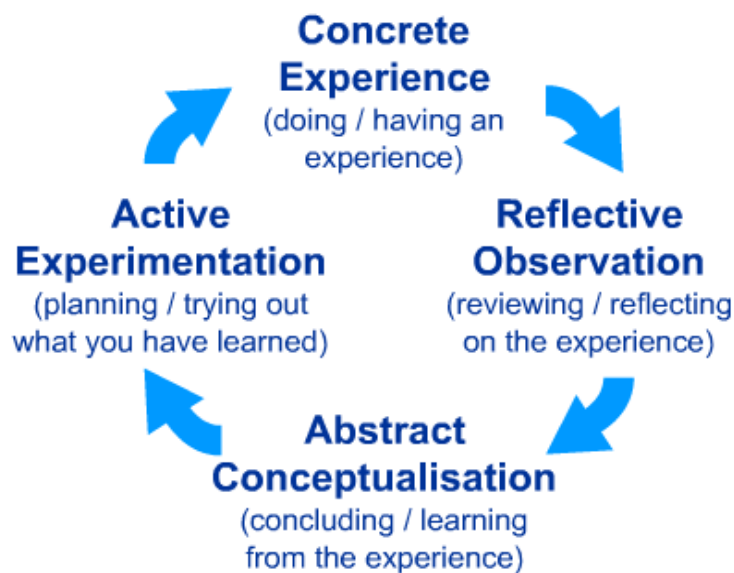 Concrete
Experience
(doing / having an
experience)
Reflective
Observation
(reviewing / reflecting
on the experience)
Abstract
Conceptualisation
(concluding / learning
from the experience)
Active
Experimentation
(planning / trying out
what you have learned)